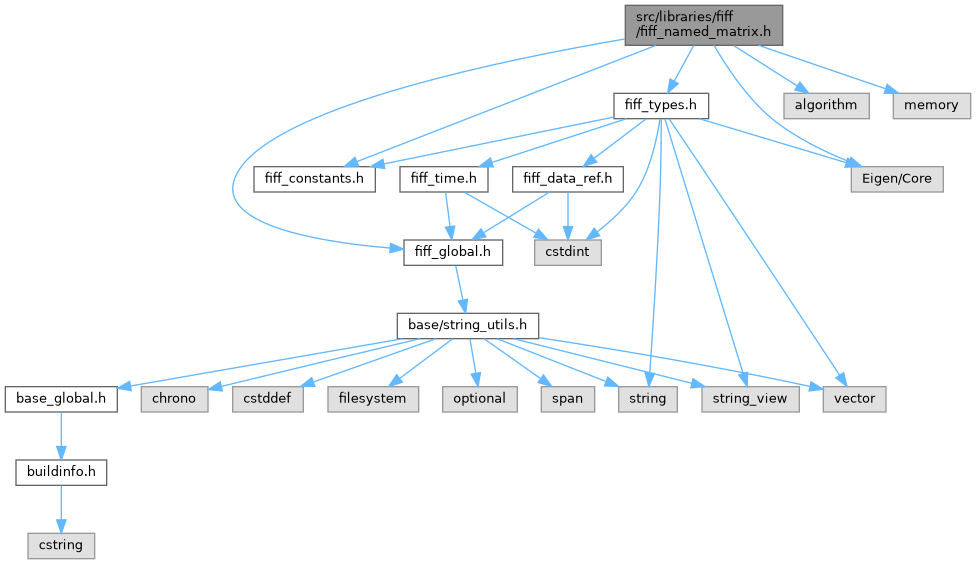 src/libraries/fiff
/fiff_named_matrix.h
fiff_types.h
algorithm
memory
fiff_constants.h
fiff_time.h
fiff_data_ref.h
Eigen/Core
fiff_global.h
cstdint
base/string_utils.h
base_global.h
chrono
cstddef
filesystem
optional
span
string
string_view
vector
buildinfo.h
cstring